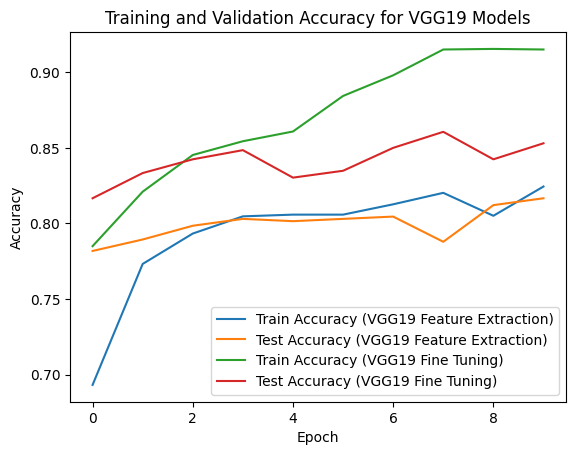 Training and Validation Accuracy for VGG19 Models
Accuracy
0.90
0.85
0.80
0.75
0.70
Train Accuracy (VGG19 Feature Extraction)
Test Accuracy (VGG19 Feature Extraction)
Train Accuracy (VGG19 Fine Tuning)
Test Accuracy (VGG19 Fine Tuning)
0 2 4 6 8
Epoch